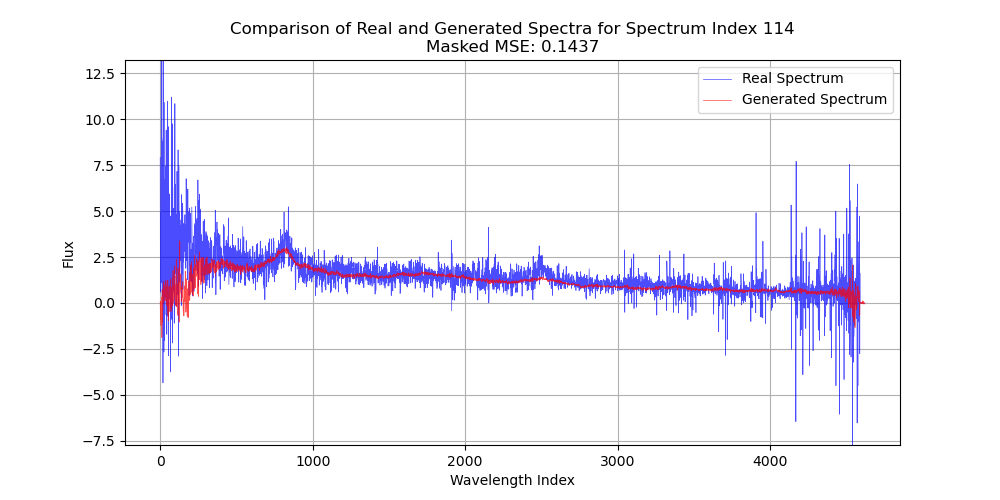 Comparison of Real and Generated Spectra for Spectrum Index 114
Masked MSE: 0.1437
Real Spectrum
Generated Spectrum
12.5
10.0
7.5
5.0
2.5
0.0
−2.5
−5.0
−7.5
Flux
0 1000 2000 3000 4000
Wavelength Index